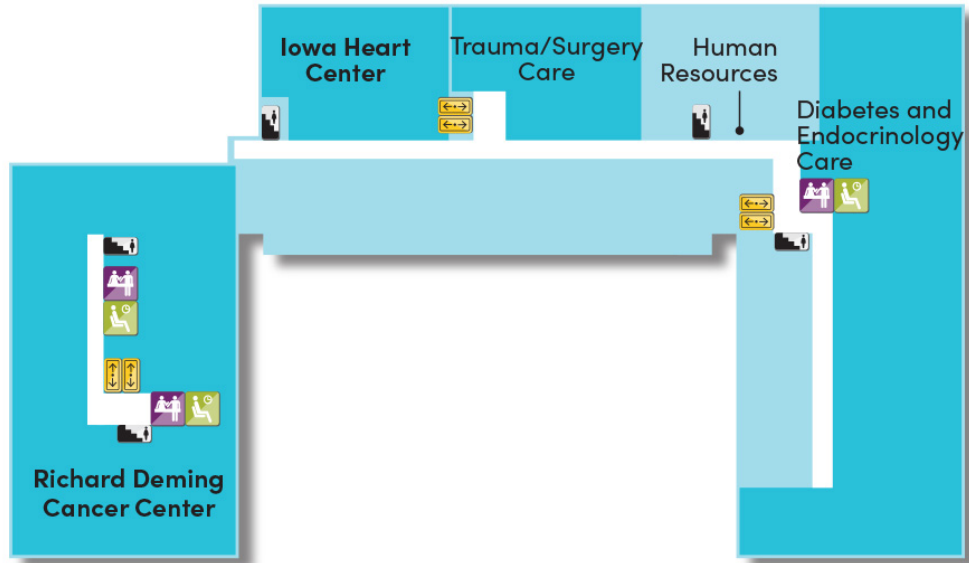 Iowa Heart
Center
Trauma/Surgery
Care
Human
Resources
Diabetes and
Endocrinology
Care
Richard Deming
Cancer Center